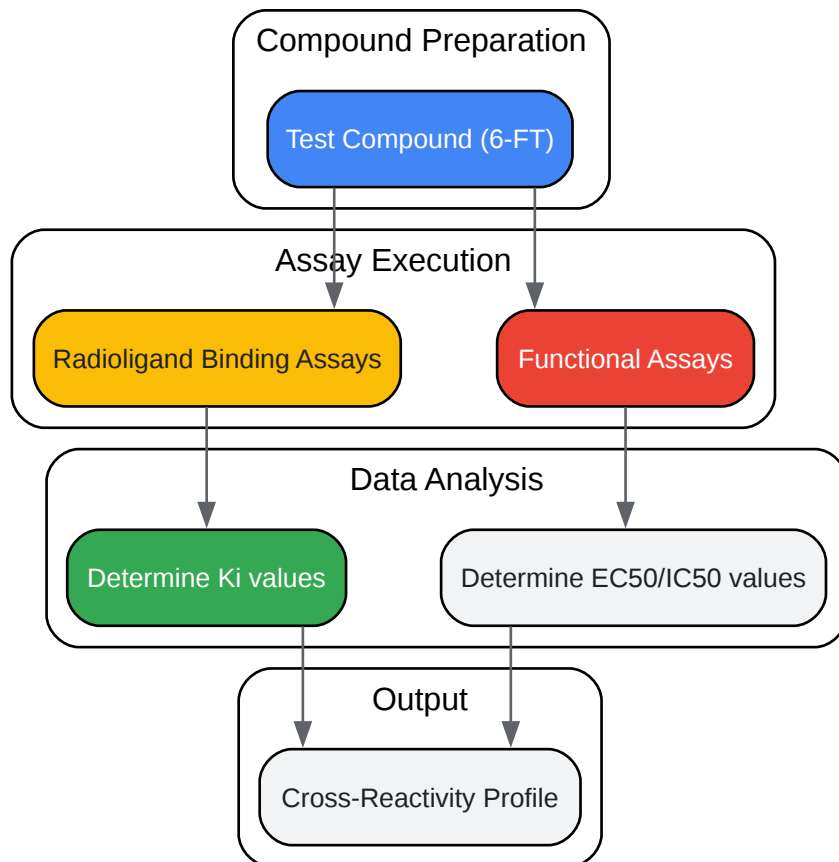 Compound Preparation
Test Compound (6-FT)
Assay Execution
Radioligand Binding Assays
Functional Assays
Data Analysis
Determine Ki values
Determine EC50/IC50 values
Output
Cross-Reactivity Profile